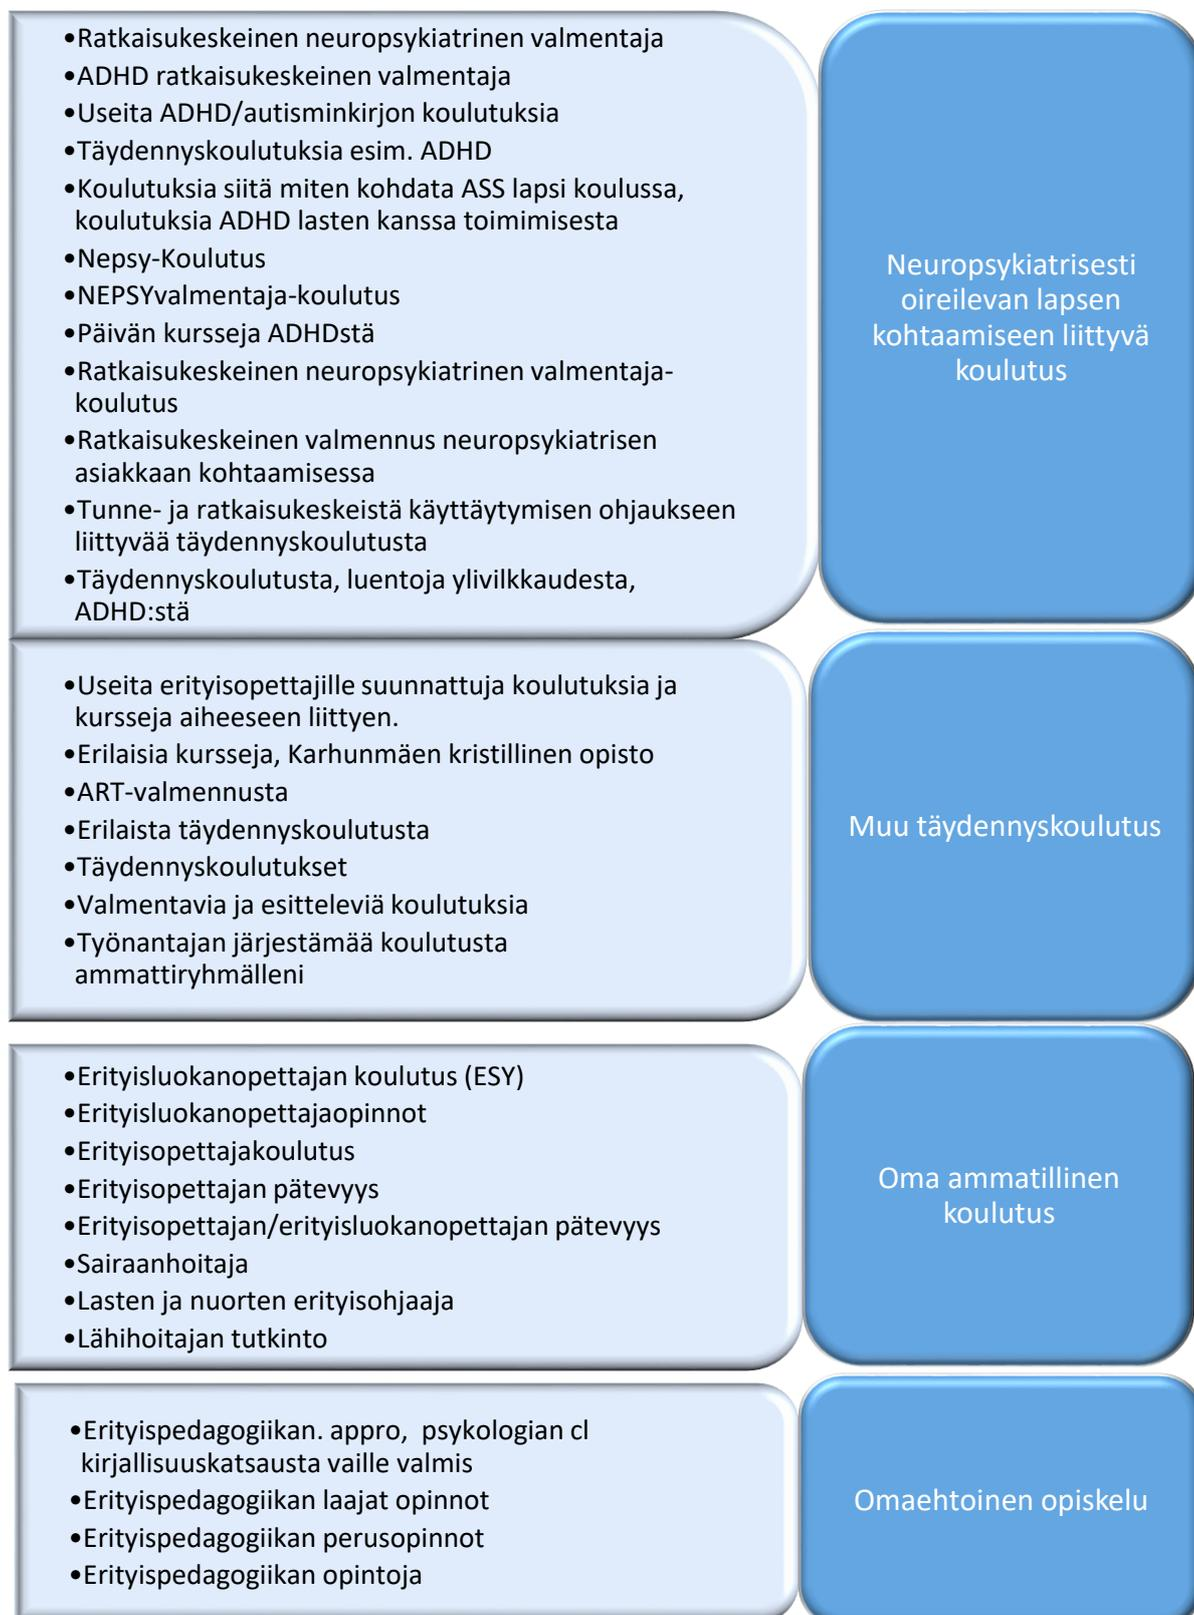 •Ratkaisukeskeinen neuropsykiatrinen valmentaja
•ADHD ratkaisukeskeinen valmentaja
•Useita ADHD/autisminkirjon koulutuksia
•Täydennyskoulutuksia esim. ADHD
•Koulutuksia siitä miten kohdata ASS lapsi koulussa,
koulutuksia ADHD lasten kanssa toimimisesta
•Nepsy-Koulutus
•NEPSYvalmentaja-koulutus
•Päivän kursseja ADHDstä
•Ratkaisukeskeinen neuropsykiatrinen valmentaja-
koulutus
•Ratkaisukeskeinen valmennus neuropsykiatrisen
asiakkaan kohtaamisessa
•Tunne- ja ratkaisukeskeistä käyttäytymisen ohjaukseen
liittyvää täydennyskoulutusta
•Täydennyskoulutusta, luentoja ylivilkkaudesta,
ADHD:stä
Neuropsykiatrisesti
oireilevan lapsen
kohtaamiseen liittyvä
koulutus
•Useita erityisopettajille suunnattuja koulutuksia ja
kursseja aiheeseen liittyen.
•Erilaisia kursseja, Karhunmäen kristillinen opisto
•ART-valmennusta
•Erilaista täydennyskoulutusta
•Täydennyskoulutukset
•Valmentavia ja esitteleviä koulutuksia
•Työnantajan järjestämää koulutusta
ammattiryhmälleni
Muu täydennyskoulutus
•Erityisluokanopettajan koulutus (ESY)
•Erityisluokanopettajaopinnot
•Erityisopettajakoulutus
•Erityisopettajan pätevyys
•Erityisopettajan/erityisluokanopettajan pätevyys
•Sairaanhoitaja
•Lasten ja nuorten erityisohjaaja
•Lähihoitajan tutkinto
Oma ammatillinen
koulutus
•Erityispedagogiikan. appro,  psykologian cl
kirjallisuuskatsausta vaille valmis
•Erityispedagogiikan laajat opinnot
•Erityispedagogiikan perusopinnot
•Erityispedagogiikan opintoja
Omaehtoinen opiskelu